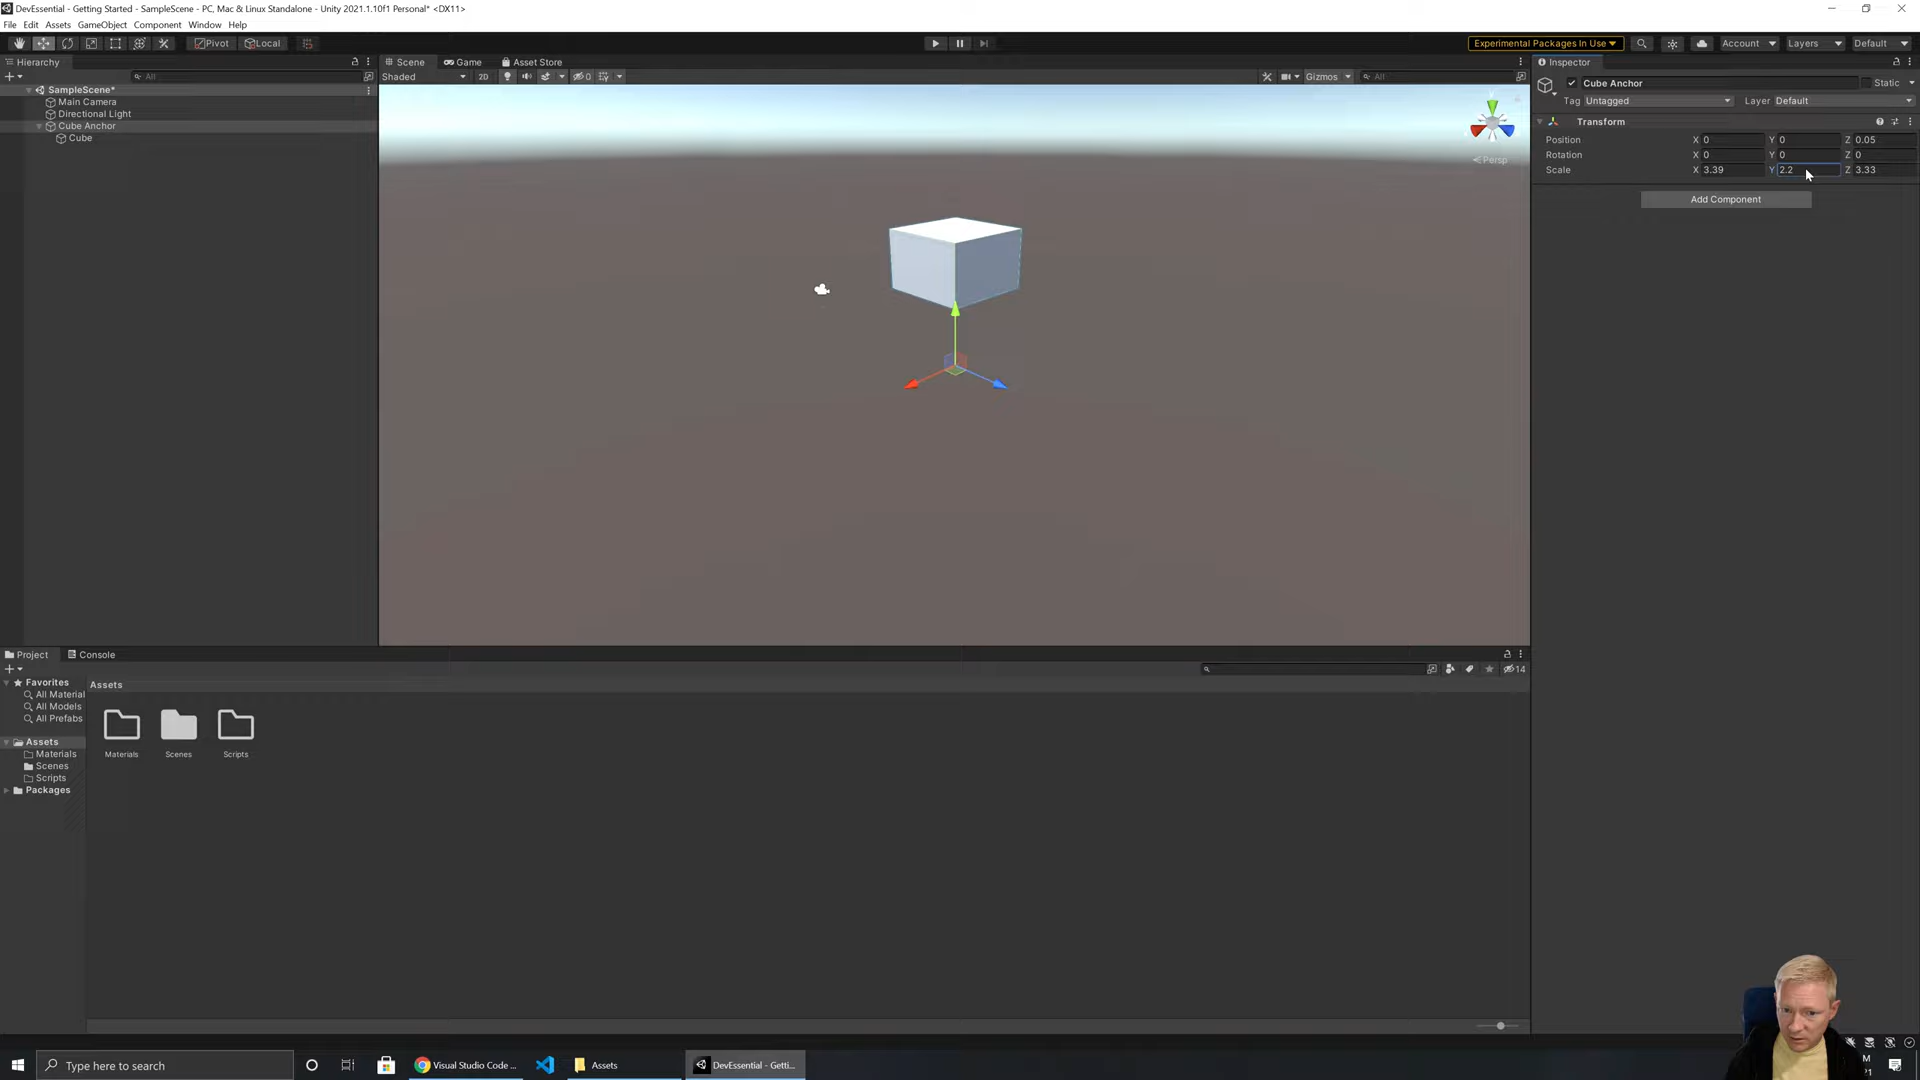 DevEssential - Getting Started - SampleScene - PC, Mac & Linux Standalone - Unity 2021.1.10f1 Personal* <DX11>
File Edit Assets GameObject Component Window Help
Pivot Local Experimental Packages In Use Account Layers Default
Hierarchy
All
SampleScene*
Main Camera
Directional Light
Cube Anchor
Cube
Scene Game Asset Store
Shaded 2D 0 Gizmos All
Persp
Inspector
Cube Anchor Static
Tag Untagged Layer Default
Transform
Position X 0 Y 0 Z 0.05
Rotation X 0 Y 0 Z 0
Scale X 3.39 Y 2.2 Z 3.33
Add Component
Project Console
14
Favorites
All Material
All Models
All Prefabs
Assets
Materials
Scenes
Scripts
Packages
Assets
Materials Scenes Scripts
Type here to search Visual Studio Code ... Assets DevEssential - Getti...